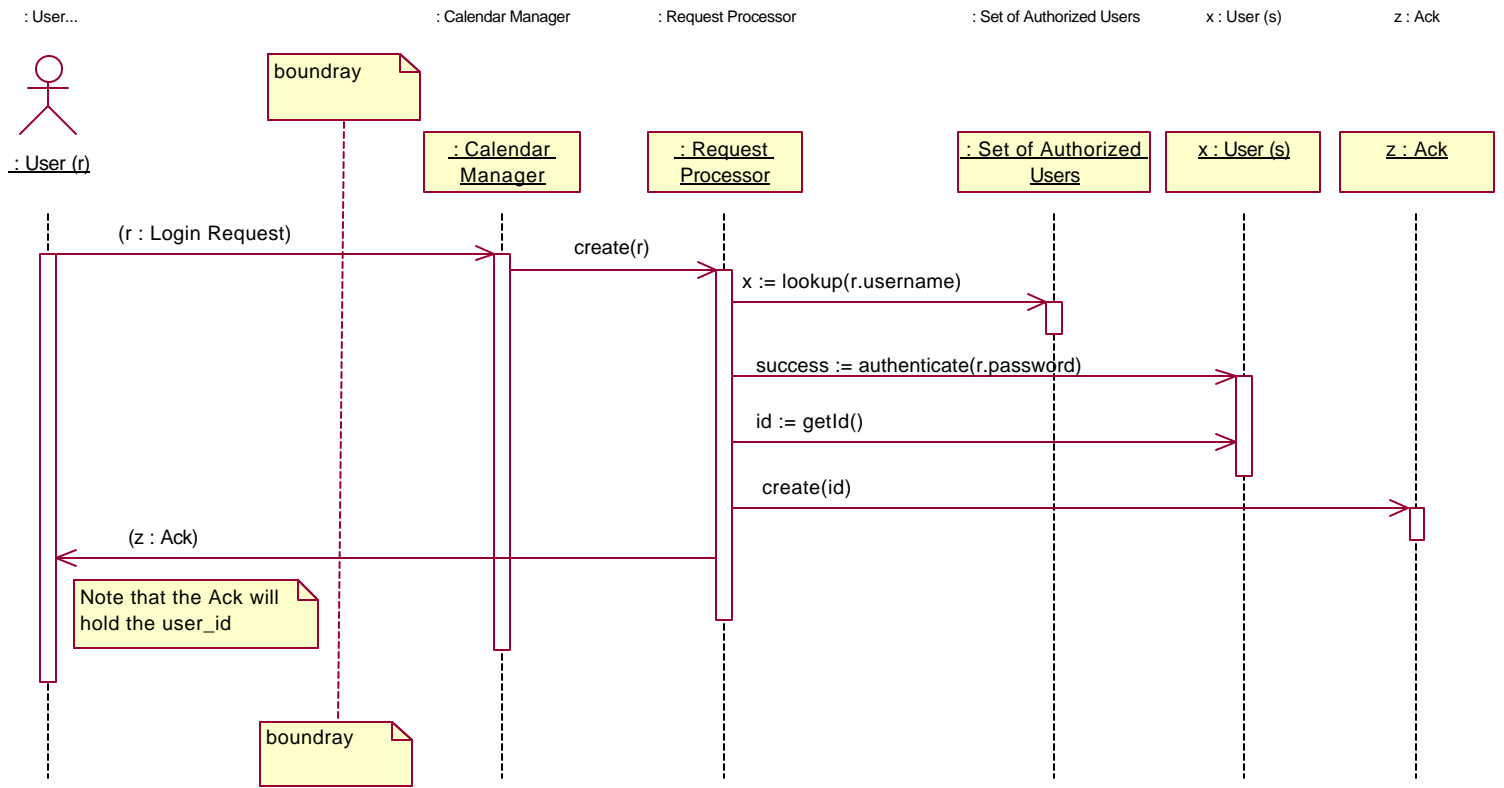 : User...
: Calendar Manager
: Request Processor
: Set of Authorized Users
x : User (s)
z : Ack
boundray
: User (r)
: Calendar
Manager
: Request
Processor
: Set of Authorized
Users
x : User (s)
z : Ack
(r : Login Request)
create(r)
x := lookup(r.username)
success := authenticate(r.password)
id := getId()
create(id)
(z : Ack)
Note that the Ack will
hold the user_id
boundray